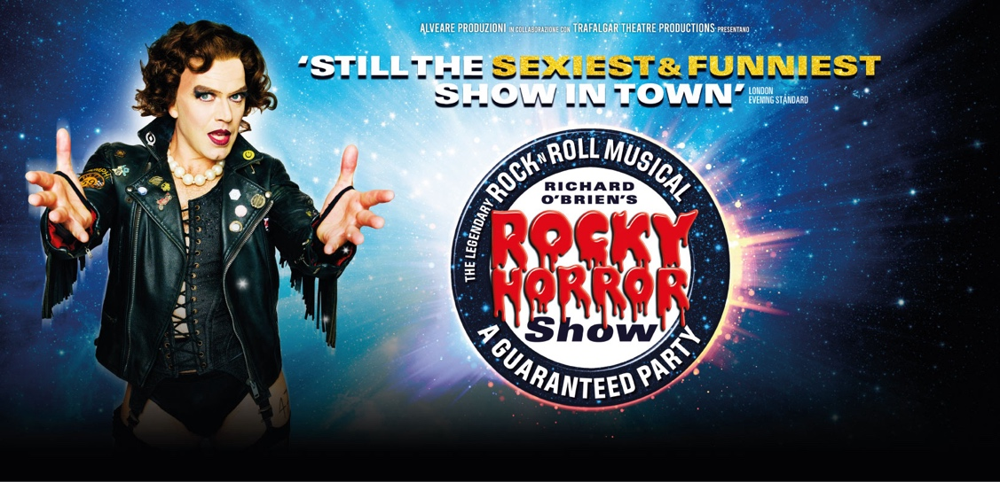 ALVEARE PRODUZIONI IN COLLABORAZIONE CON TRAFALGAR THEATRE PRODUCTIONS PRESENTANO
'STILL THE SEXIEST & FUNNIEST
SHOW IN TOWN' LONDON
EVENING STANDARD
THE LEGENDARY ROCK N ROLL MUSICAL
RICHARD
O'BRIEN'S
ROCKY
HORROR
Show
A GUARANTEED PARTY